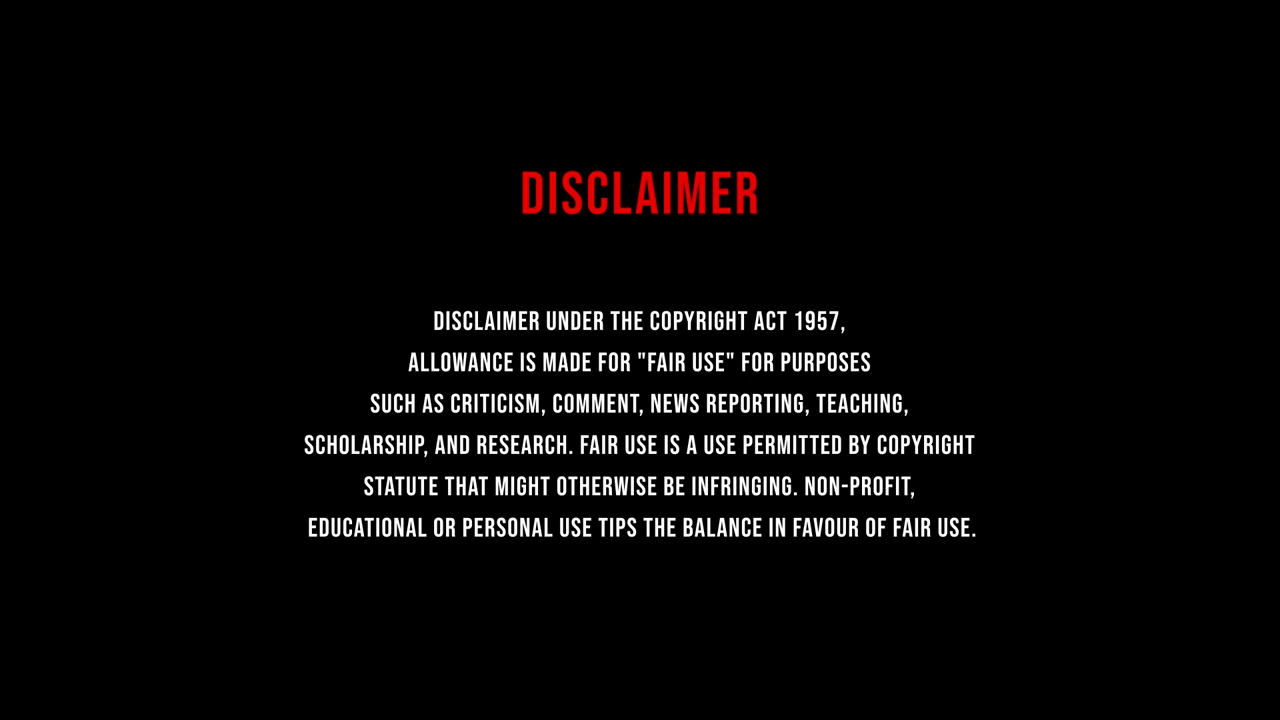 DISCLAIMER
DISCLAIMER UNDER THE COPYRIGHT ACT 1957,
ALLOWANCE IS MADE FOR "FAIR USE" FOR PURPOSES
SUCH AS CRITICISM, COMMENT, NEWS REPORTING, TEACHING,
SCHOLARSHIP, AND RESEARCH. FAIR USE IS A USE PERMITTED BY COPYRIGHT
STATUTE THAT MIGHT OTHERWISE BE INFRINGING. NON-PROFIT,
EDUCATIONAL OR PERSONAL USE TIPS THE BALANCE IN FAVOUR OF FAIR USE.